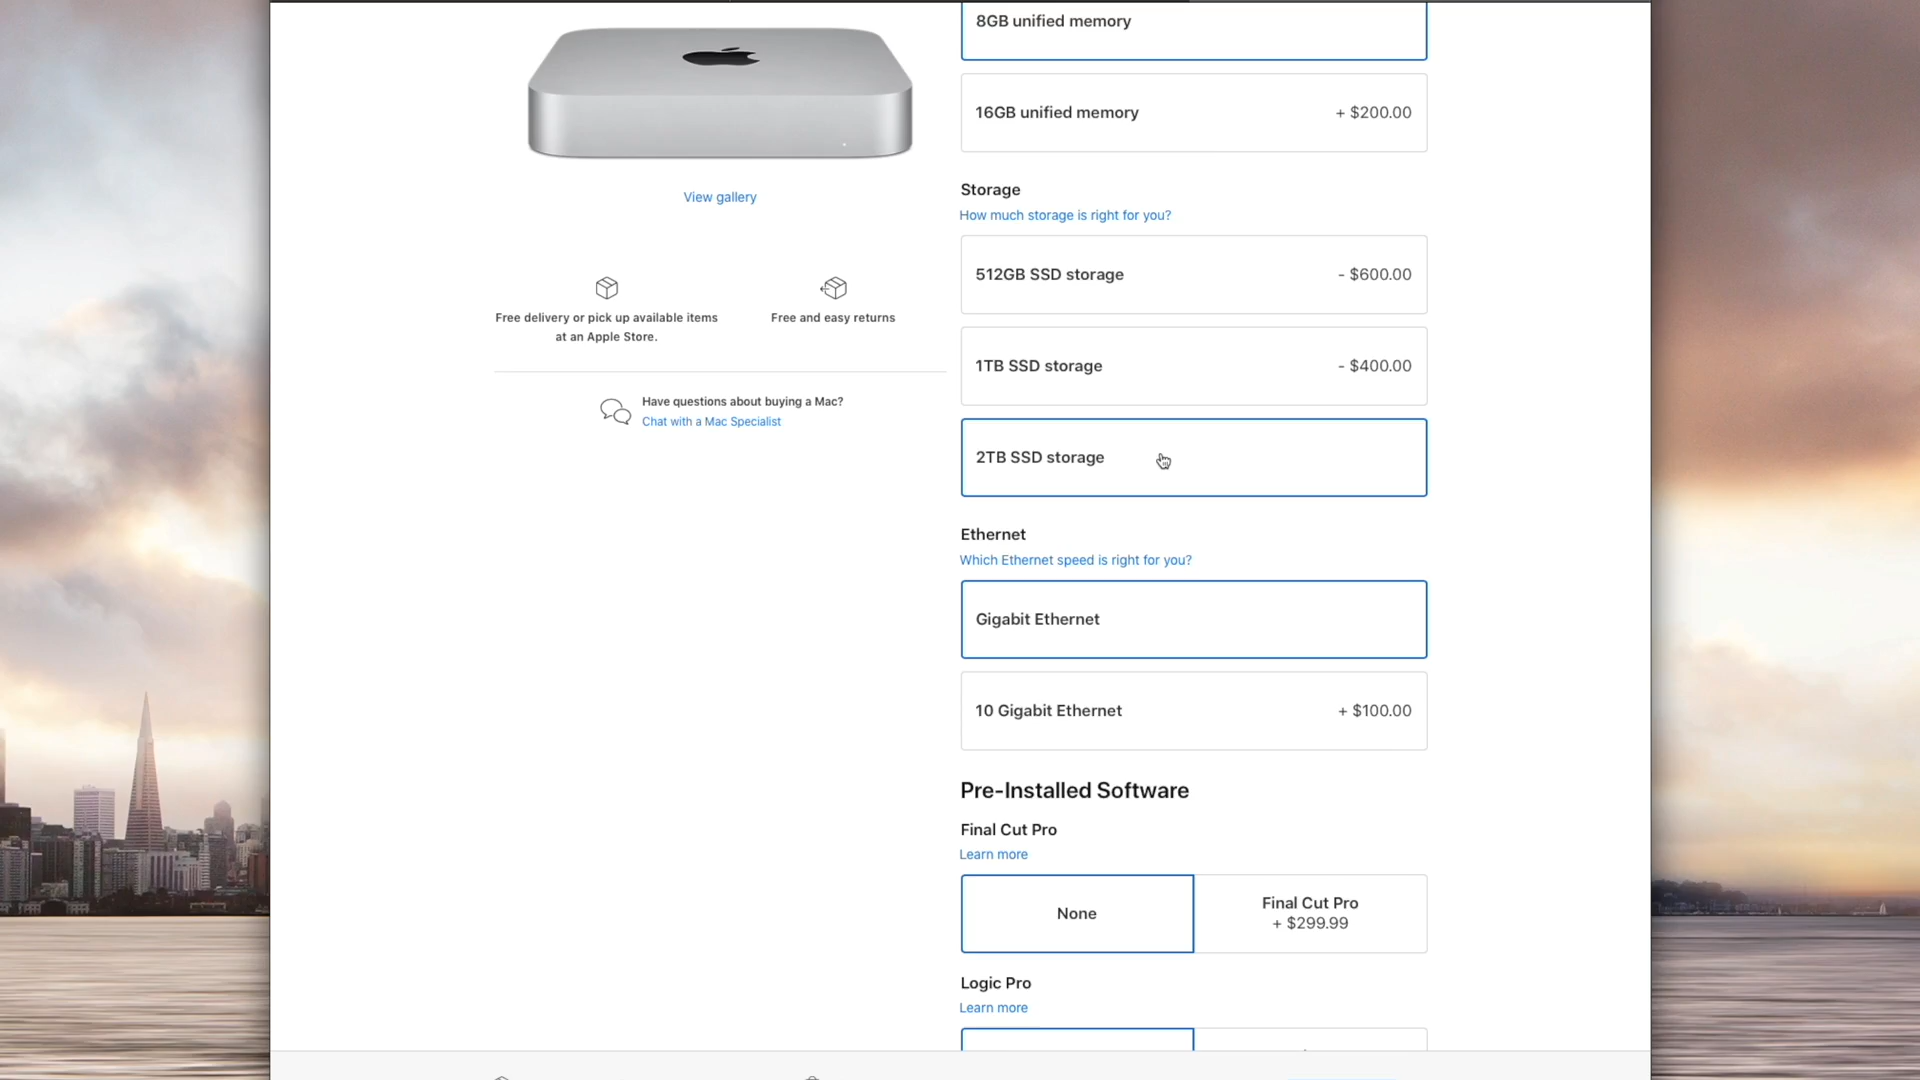 8GB unified memory
16GB unified memory + $200.00
View gallery
Storage
How much storage is right for you?
512GB SSD storage - $600.00
Free delivery or pick up available items
at an Apple Store.
Free and easy returns
1TB SSD storage - $400.00
Have questions about buying a Mac?
Chat with a Mac Specialist
2TB SSD storage
Ethernet
Which Ethernet speed is right for you?
Gigabit Ethernet
10 Gigabit Ethernet + $100.00
Pre-Installed Software
Final Cut Pro
Learn more
None
Final Cut Pro
+ $299.99
Logic Pro
Learn more